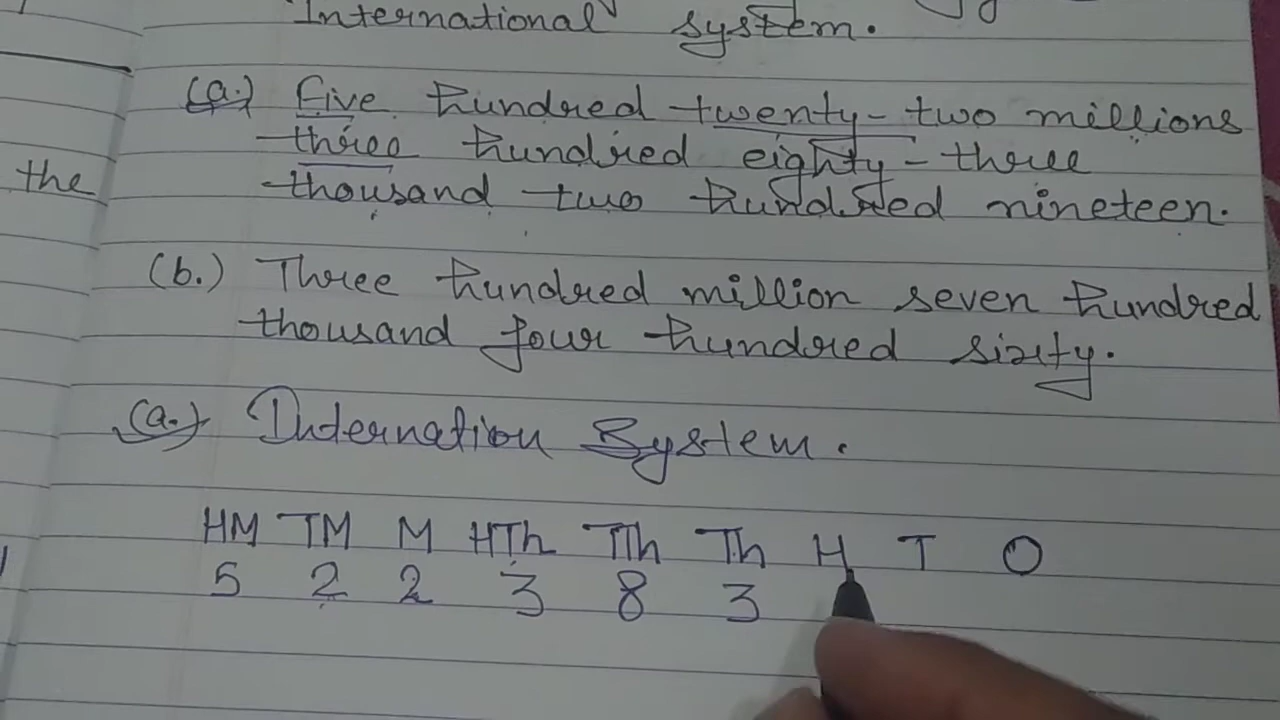 International system.
(a.) Five hundred twenty-two millions
three hundred eighty-three
the
thousand two hundred nineteen.
(b.) Three hundred million seven hundred
thousand four hundred sixty.
(a.) Internation System.
HM TM M HTh TTh Th H T O
5 2 2 3 8 3